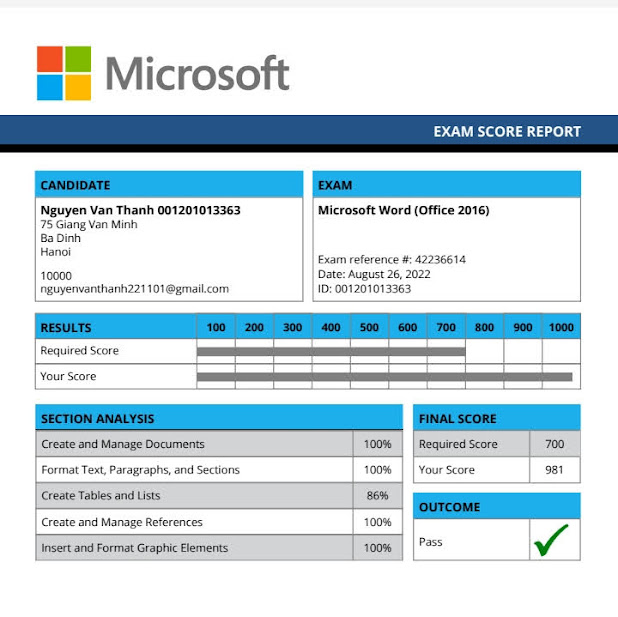 Microsoft
EXAM SCORE REPORT
CANDIDATE
Nguyen Van Thanh 001201013363
75 Giang Van Minh
Ba Dinh
Hanoi
10000
nguyenvanthanh221101@gmail.com
EXAM
Microsoft Word (Office 2016)
Exam reference #: 42236614
Date: August 26, 2022
ID: 001201013363
RESULTS 100 200 300 400 500 600 700 800 900 1000
Required Score
Your Score
SECTION ANALYSIS
Create and Manage Documents 100%
Format Text, Paragraphs, and Sections 100%
Create Tables and Lists 86%
Create and Manage References 100%
Insert and Format Graphic Elements 100%
FINAL SCORE
Required Score 700
Your Score 981
OUTCOME
Pass